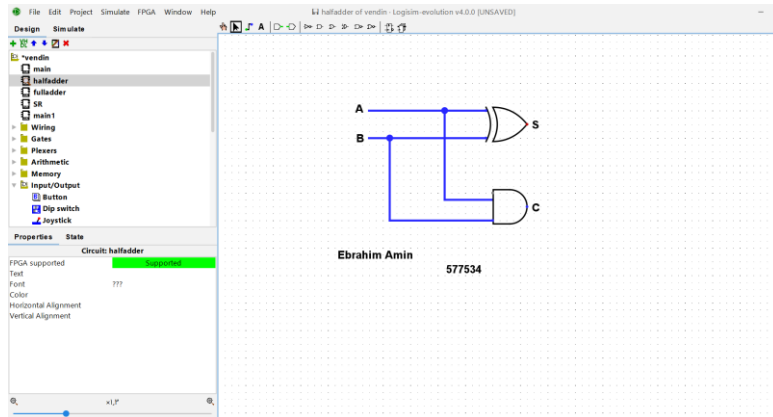 File Edit Project Simulate FPGA Window Help
halfadder of vendin - Logisim-evolution v4.0.0 [UNSAVED]
Design Simulate
A
*vendin
main
halfadder
fulladder
SR
main1
Wiring
Gates
Plexers
Arithmetic
Memory
Input/Output
Button
Dip switch
Joystick
Properties State
Circuit: halfadder
FPGA supported Supported
Text
Font ???
Color
Horizontal Alignment
Vertical Alignment
×۱,۳
A
S
B
C
Ebrahim Amin
577534